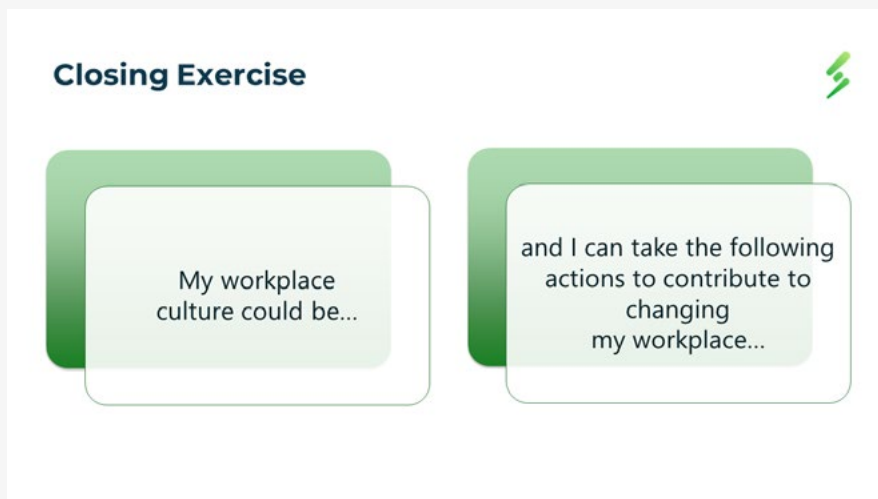 Closing Exercise
My workplace
culture could be...
and I can take the following
actions to contribute to
changing
my workplace...